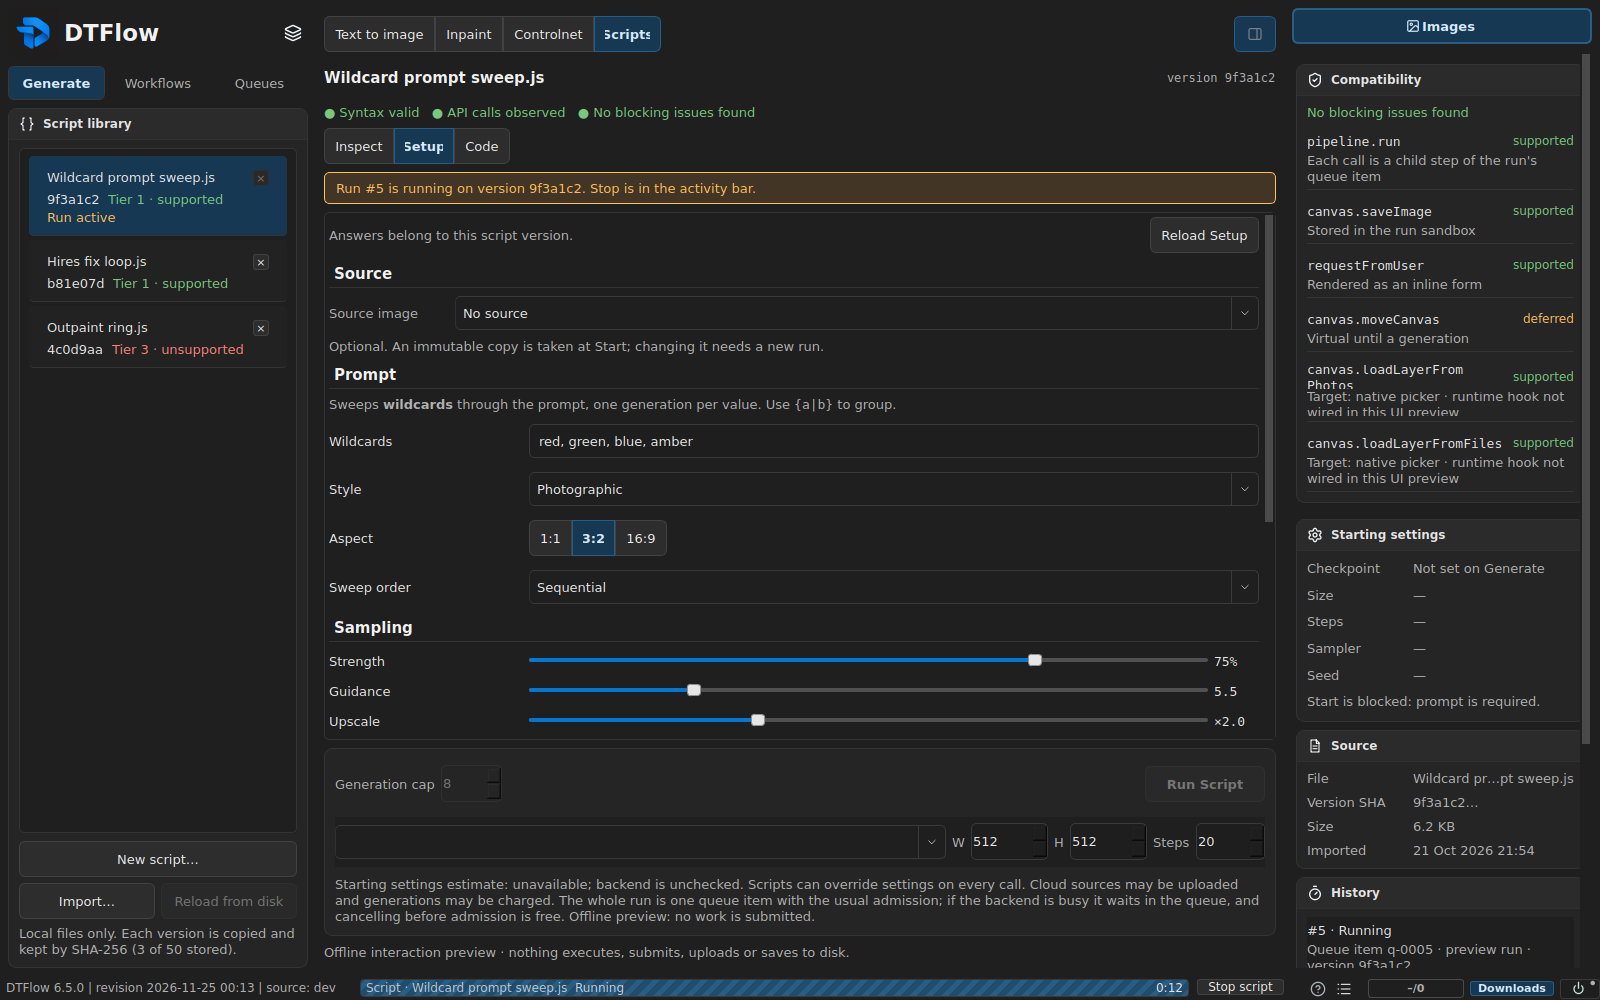 DTFlow
Generate
Workflows
Queues
Script library
Wildcard prompt sweep.js
9f3a1c2 Tier 1 · supported
Run active
Hires fix loop.js
b81e07d Tier 1 · supported
Outpaint ring.js
4c0d9aa Tier 3 · unsupported
New script...
Import...
Reload from disk
Local files only. Each version is copied and
kept by SHA-256 (3 of 50 stored).
Text to image
Inpaint
Controlnet
Scripts
Wildcard prompt sweep.js
version 9f3a1c2
Syntax valid
API calls observed
No blocking issues found
Inspect
Setup
Code
Run #5 is running on version 9f3a1c2. Stop is in the activity bar.
Answers belong to this script version.
Reload Setup
Source
Source image
No source
Optional. An immutable copy is taken at Start; changing it needs a new run.
Prompt
Sweeps wildcards through the prompt, one generation per value. Use {a|b} to group.
Wildcards
red, green, blue, amber
Style
Photographic
Aspect
1:1
3:2
16:9
Sweep order
Sequential
Sampling
Strength
75%
Guidance
5.5
Upscale
×2.0
Generation cap
8
Run Script
W
512
H
512
Steps
20
Starting settings estimate: unavailable; backend is unchecked. Scripts can override settings on every call. Cloud sources may be uploaded
and generations may be charged. The whole run is one queue item with the usual admission; if the backend is busy it waits in the queue, and
cancelling before admission is free. Offline preview: no work is submitted.
Offline interaction preview · nothing executes, submits, uploads or saves to disk.
Images
Compatibility
No blocking issues found
pipeline.run
supported
Each call is a child step of the run's
queue item
canvas.saveImage
supported
Stored in the run sandbox
requestFromUser
supported
Rendered as an inline form
canvas.moveCanvas
deferred
Virtual until a generation
canvas.loadLayerFrom
Photos
supported
Target: native picker · runtime hook not
wired in this UI preview
canvas.loadLayerFromFiles
supported
Target: native picker · runtime hook not
wired in this UI preview
Starting settings
Checkpoint
Not set on Generate
Size
—
Steps
—
Sampler
—
Seed
—
Start is blocked: prompt is required.
Source
File
Wildcard pr...pt sweep.js
Version SHA
9f3a1c2...
Size
6.2 KB
Imported
21 Oct 2026 21:54
History
#5 · Running
Queue item q-0005 · preview run ·
version 9f3a1c2
DTFlow 6.5.0 | revision 2026-11-25 00:13 | source: dev
Script · Wildcard prompt sweep.js Running
0:12
Stop script
–/0
Downloads